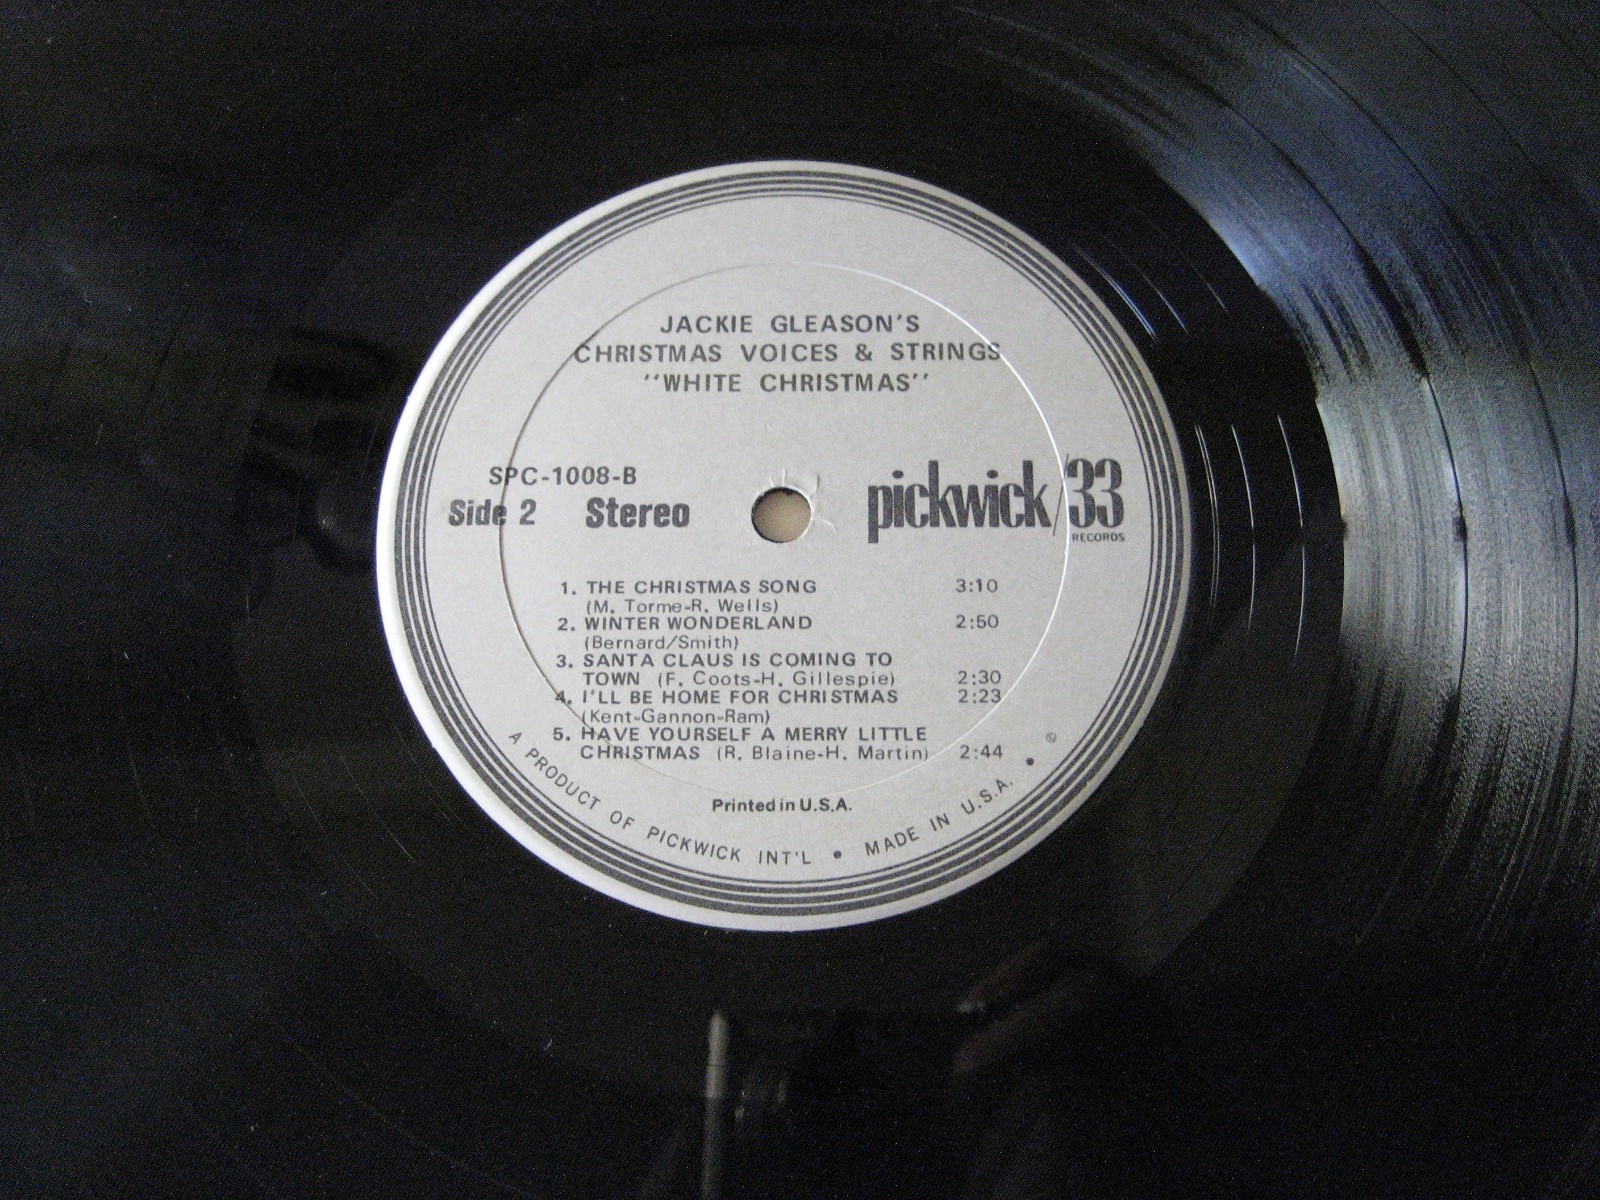 JACKIE GLEASON'S
CHRISTMAS VOICES & STRINGS
"WHITE CHRISTMAS"
SPC-1008-B
Side 2 Stereo
pickwick/33
RECORDS
1. THE CHRISTMAS SONG 3:10
(M. Torme-R. Wells)
2. WINTER WONDERLAND 2:50
(Bernard/Smith)
3. SANTA CLAUS IS COMING TO
TOWN (F. Coots-H. Gillespie) 2:30
4. I'LL BE HOME FOR CHRISTMAS 2:23
(Kent-Gannon-Ram)
5. HAVE YOURSELF A MERRY LITTLE
CHRISTMAS (R. Blaine-H. Martin) 2:44
Printed in U.S.A.
A PRODUCT OF PICKWICK INT'L • MADE IN U.S.A. •